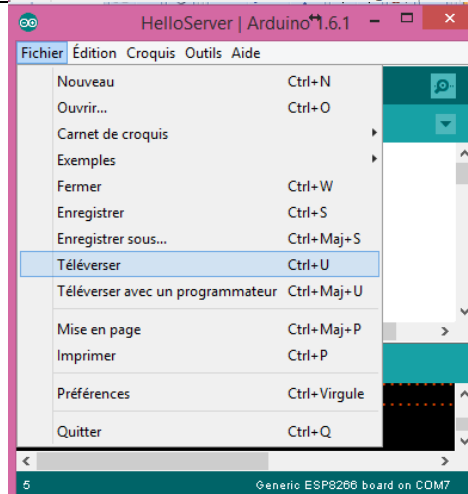 HelloServer | Arduino 1.6.1
Fichier Édition Croquis Outils Aide
Nouveau Ctrl+N
Ouvrir... Ctrl+O
Carnet de croquis
Exemples
Fermer Ctrl+W
Enregistrer Ctrl+S
Enregistrer sous... Ctrl+Maj+S
Téléverser Ctrl+U
Téléverser avec un programmateur Ctrl+Maj+U
Mise en page Ctrl+Maj+P
Imprimer Ctrl+P
Préférences Ctrl+Virgule
Quitter Ctrl+Q
5 Generic ESP8266 board on COM7